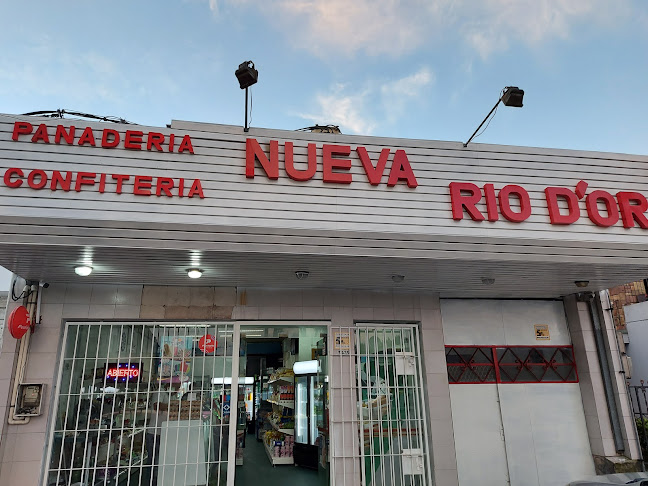 PANADERIA
CONFITERIA
NUEVA
RIO D'OR
ABIERTO